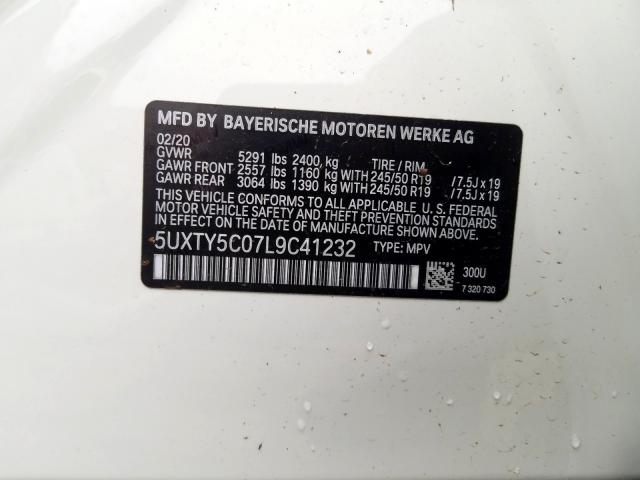 MFD BY BAYERISCHE MOTOREN WERKE AG
02/20
GVWR 5291 lbs 2400 kg TIRE / RIM
GAWR FRONT 2557 lbs 1160 kg WITH 245/50 R19 /7.5J x 19
GAWR REAR 3064 lbs 1390 kg WITH 245/50 R19 /7.5J x 19
THIS VEHICLE CONFORMS TO ALL APPLICABLE U.S. FEDERAL
MOTOR VEHICLE SAFETY AND THEFT PREVENTION STANDARDS
IN EFFECT ON THE DATE OF MANUFACTURE SHOWN ABOVE.
5UXTY5C07L9C41232 TYPE: MPV
300U
7 320 730